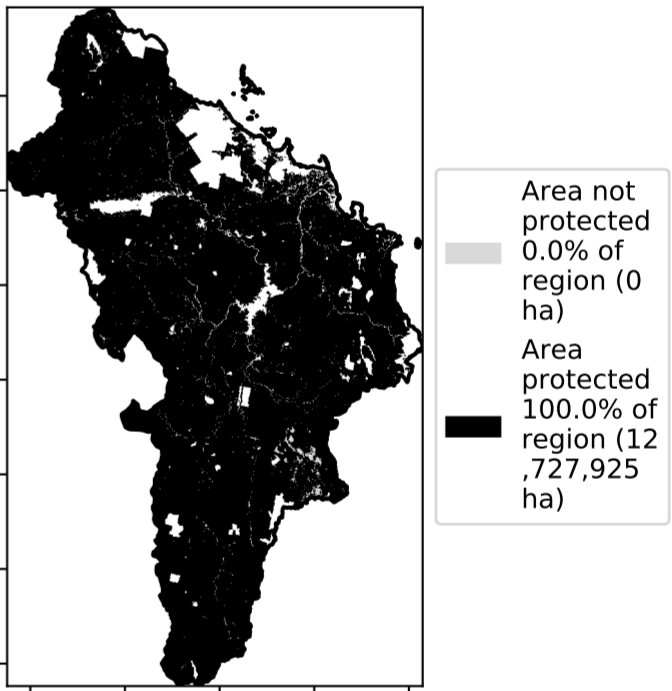 Area not
protected
0.0% of
region (0
ha)
Area
protected
100.0% of
region (12
,727,925
ha)